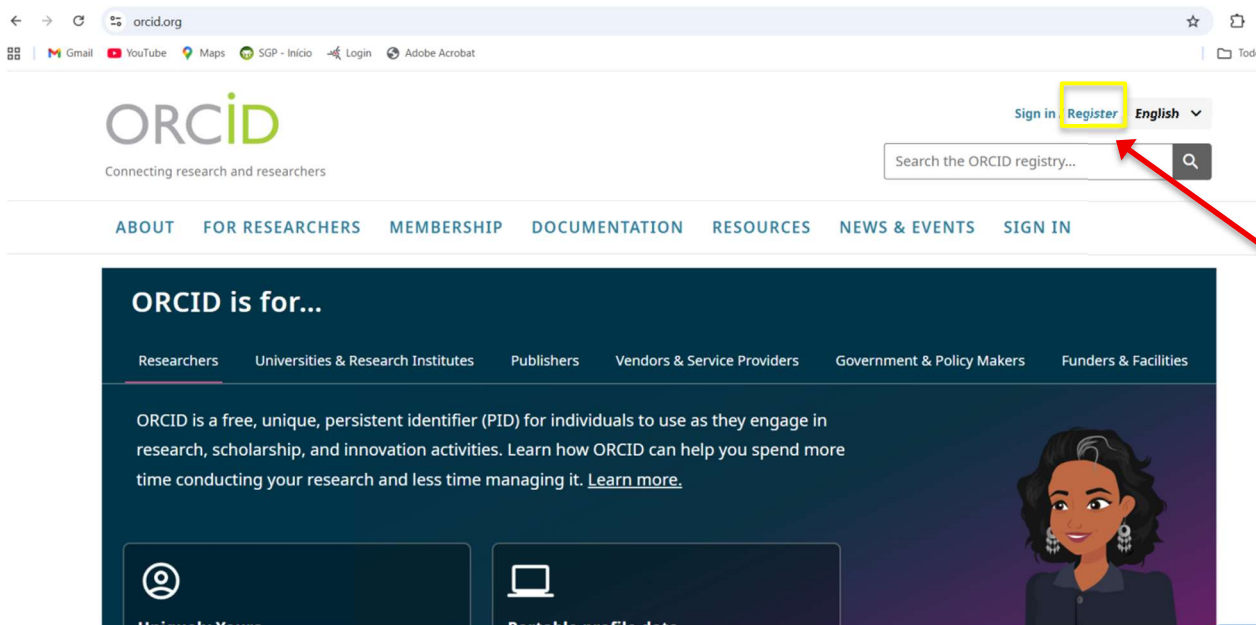 orcid.org
Gmail YouTube Maps SGP - Início Login Adobe Acrobat
ORCID
Connecting research and researchers
Sign in / Register English
Search the ORCID registry...
ABOUT FOR RESEARCHERS MEMBERSHIP DOCUMENTATION RESOURCES NEWS & EVENTS SIGN IN
ORCID is for...
Researchers Universities & Research Institutes Publishers Vendors & Service Providers Government & Policy Makers Funders & Facilities
ORCID is a free, unique, persistent identifier (PID) for individuals to use as they engage in
research, scholarship, and innovation activities. Learn how ORCID can help you spend more
time conducting your research and less time managing it. Learn more.